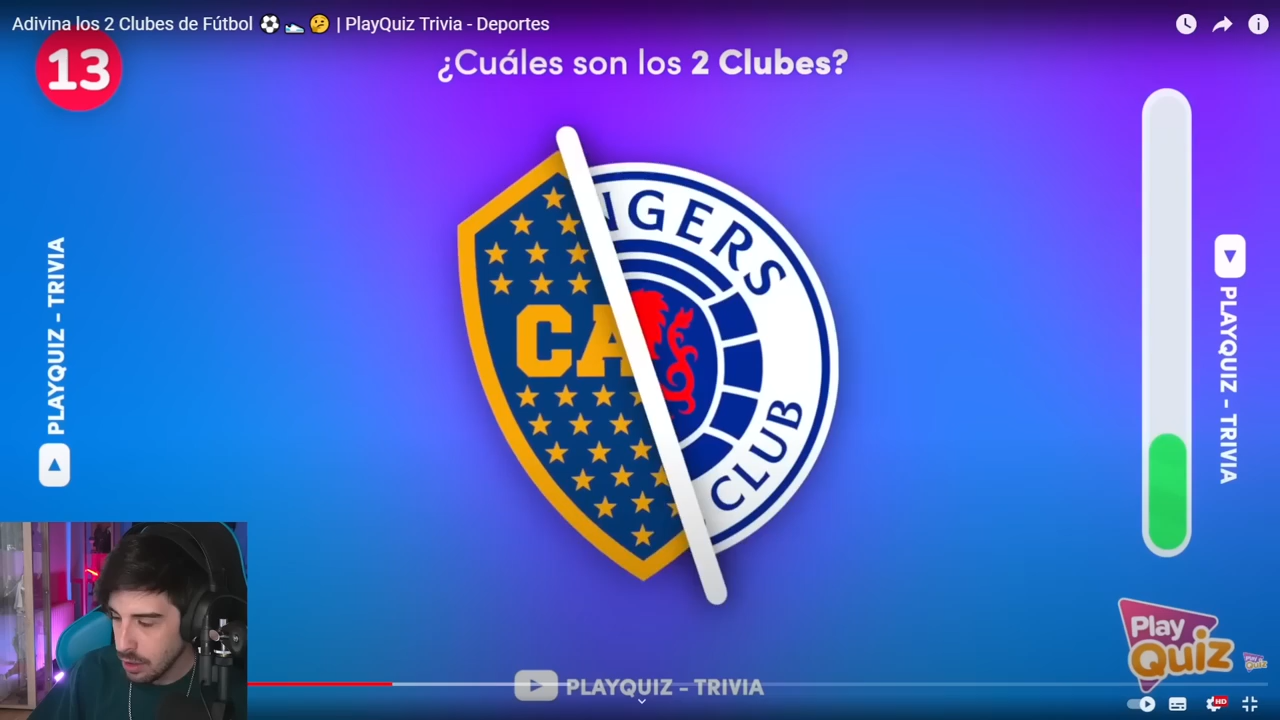 Adivina los 2 Clubes de Fútbol ⚽👟🤔 | PlayQuiz Trivia - Deportes
13
¿Cuáles son los 2 Clubes?
NGERS
CA
CLUB
PLAYQUIZ - TRIVIA
PLAYQUIZ - TRIVIA
Play
Quiz
PLAYQUIZ - TRIVIA
HD